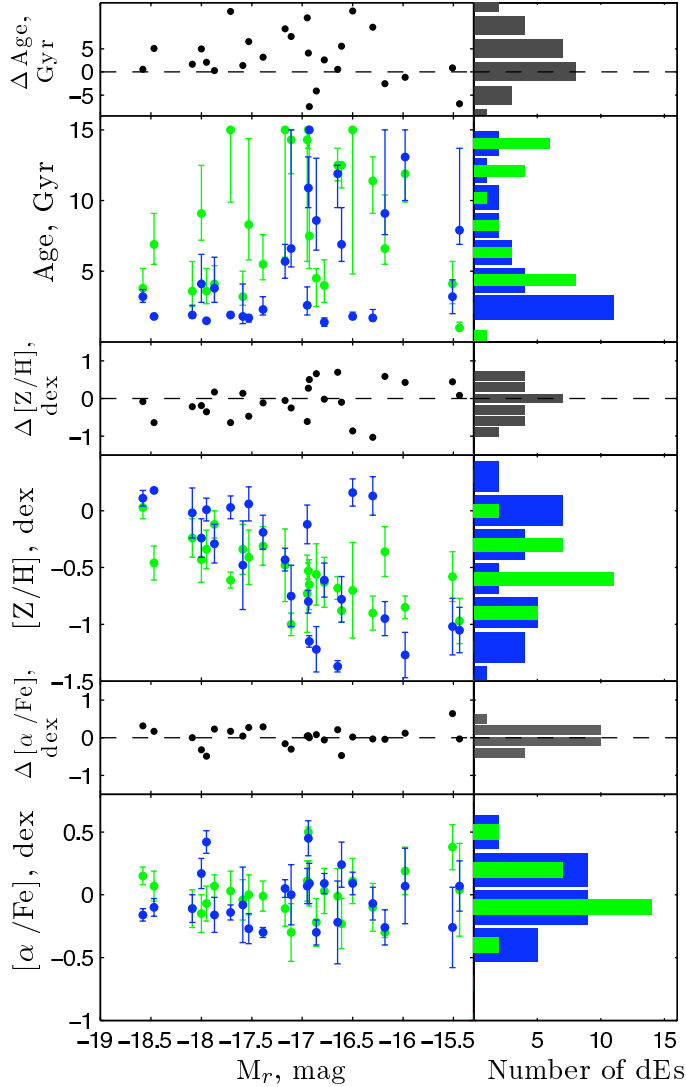 Δ Age,
Gyr
5
0
−5
Age, Gyr
15
10
5
Δ [Z/H],
dex
1
0
−1
[Z/H], dex
0
−0.5
−1
−1.5
Δ [α /Fe],
dex
1
0
−1
[α /Fe], dex
0.5
0
−0.5
−1
−19 −18.5 −18 −17.5 −17 −16.5 −16 −15.5
5 10 15
M_r, mag
Number of dEs